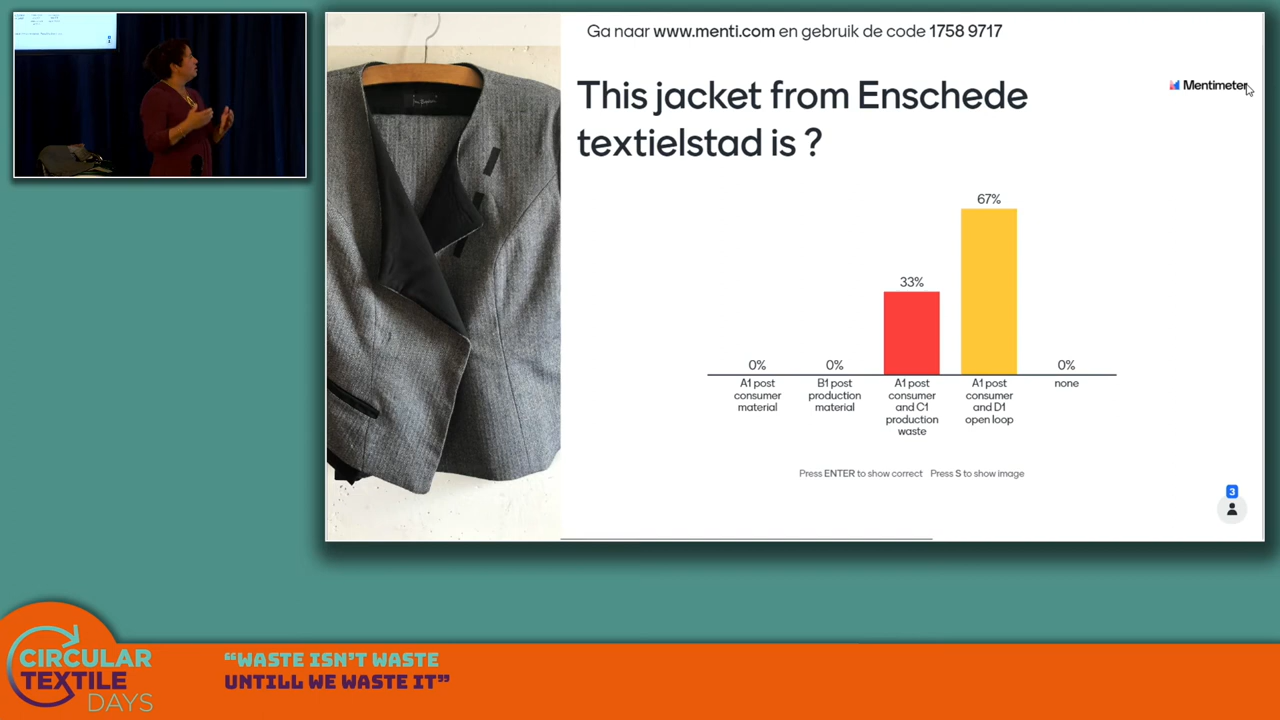 Ga naar www.menti.com en gebruik de code 1758 9717
This jacket from Enschede
textielstad is ?
Mentimeter
0%
0%
33%
67%
0%
A1 post
consumer
material
B1 post
production
material
A1 post
consumer
and C1
production
waste
A1 post
consumer
and D1
open loop
none
Press ENTER to show correct Press S to show image
3
CIRCULAR
TEXTILE
DAYS
“WASTE ISN’T WASTE
UNTILL WE WASTE IT”